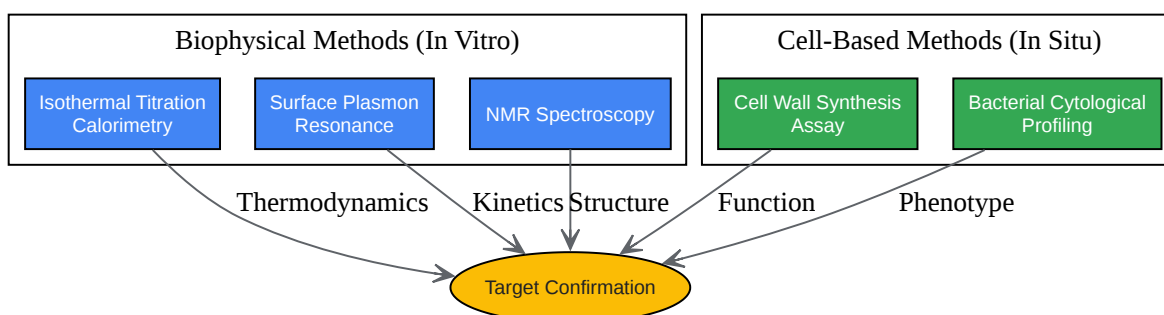 Biophysical Methods (In Vitro)
Cell-Based Methods (In Situ)
Isothermal Titration
Calorimetry
Surface Plasmon
Resonance
NMR Spectroscopy
Cell Wall Synthesis
Assay
Bacterial Cytological
Profiling
Thermodynamics
Kinetics
Structure
Function
Phenotype
Target Confirmation